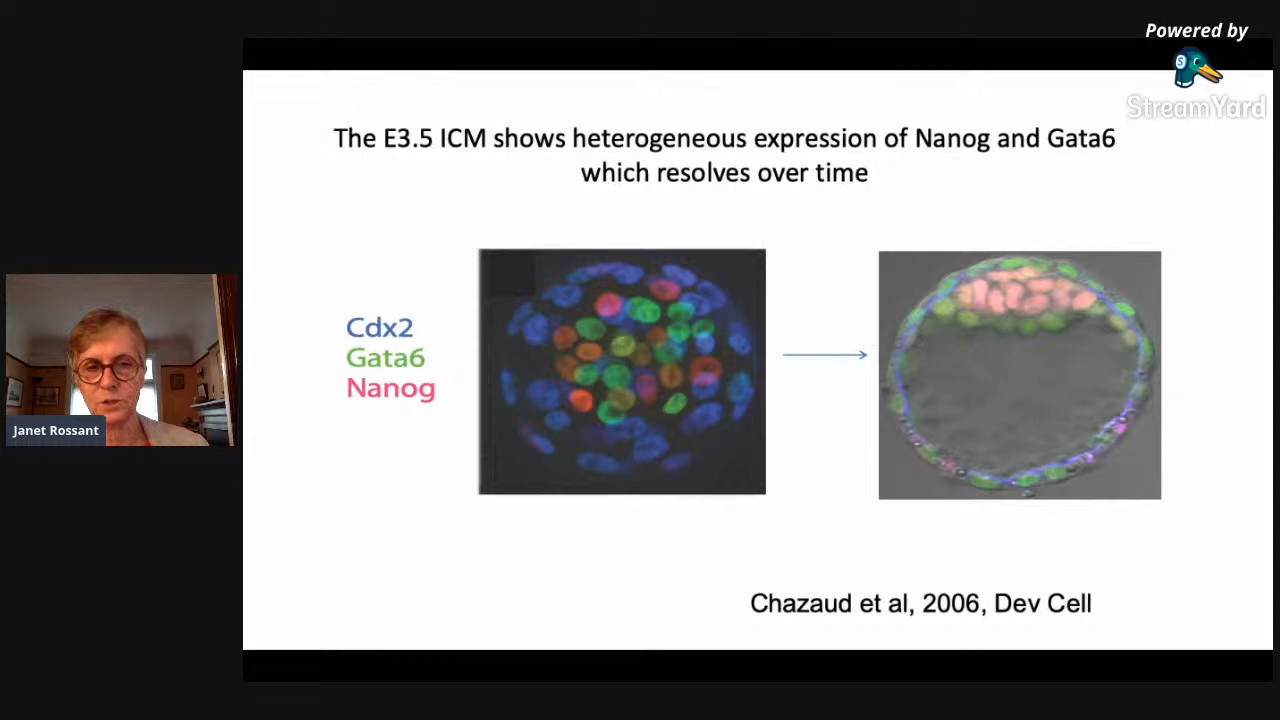 Powered by
StreamYard
The E3.5 ICM shows heterogeneous expression of Nanog and Gata6
which resolves over time
Cdx2
Gata6
Nanog
Janet Rossant
Chazaud et al, 2006, Dev Cell